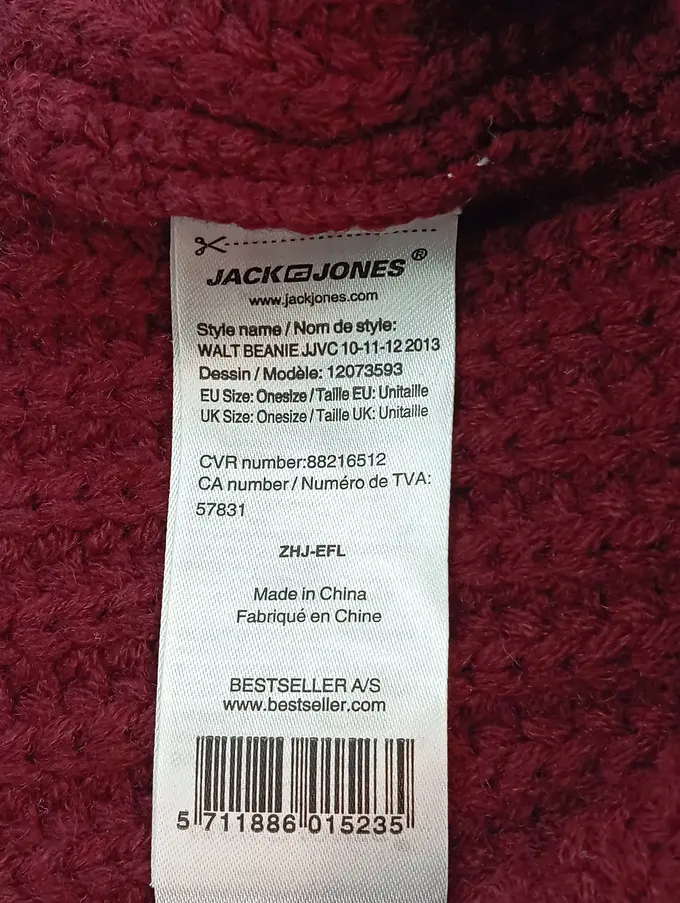 JACK JONES ®
www.jackjones.com
Style name / Nom de style:
WALT BEANIE JJVC 10-11-12 2013
Dessin / Modèle: 12073593
EU Size: Onesize / Taille EU: Unitaille
UK Size: Onesize / Taille UK: Unitaille
CVR number:88216512
CA number / Numéro de TVA:
57831
ZHJ-EFL
Made in China
Fabriqué en Chine
BESTSELLER A/S
www.bestseller.com
5 711886 015235